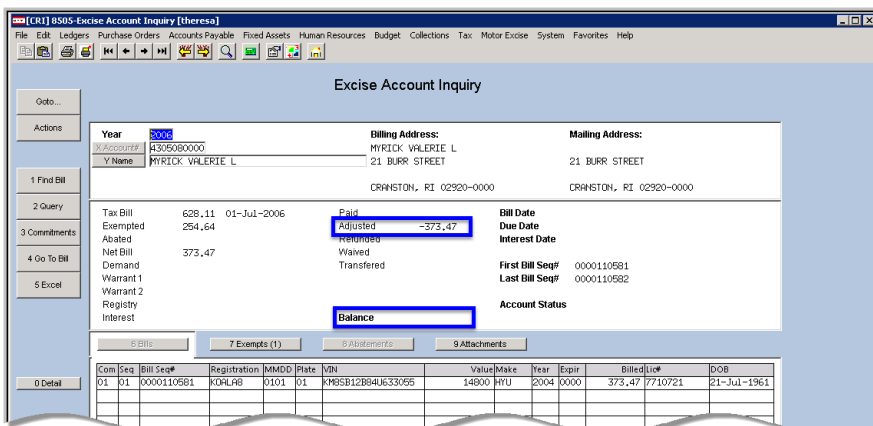 [CRI] 8505-Excise Account Inquiry [theresa]
File Edit Ledgers Purchase Orders Accounts Payable Fixed Assets Human Resources Budget Collections Tax Motor Excise System Favorites Help
Excise Account Inquiry
Goto...
Actions
1 Find Bill
2 Query
3 Commitments
4 Go To Bill
5 Excel
0 Detail
Year 2006 Billing Address: Mailing Address:
X Account# 4305080000 MYRICK VALERIE L
Y Name MYRICK VALERIE L 21 BURR STREET 21 BURR STREET
CRANSTON, RI 02920-0000 CRANSTON, RI 02920-0000
Tax Bill 628.11 01-Jul-2006 Paid Bill Date
Exempted 254.64 Adjusted -373.47 Due Date
Abated Refunded Interest Date
Net Bill 373.47 Waived
Demand Transfered First Bill Seq# 0000110581
Warrant 1 Last Bill Seq# 0000110582
Warrant 2
Registry Account Status
Interest Balance
6 Bills 7 Exempts (1) 8 Abatements 9 Attachments
Com Seq Bill Seq# Registration MMDD Plate VIN Value Make Year Expir Billed Lic# DOB
01 01 0000110581 KOALA8 0101 01 KM8SB12B84U633055 14800 HYU 2004 0000 373.47 7710721 21-Jul-1961